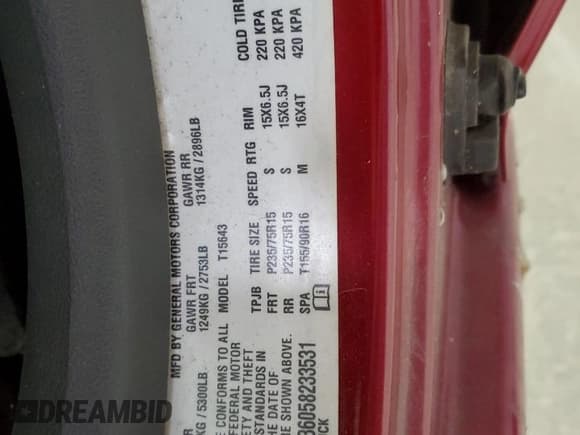 MFD BY GENERAL MOTORS CORPORATION
GAWR FRT GAWR RR
KG/5300LB 1249KG/2753LB 1314KG/2896LB
CONFORMS TO ALL MODEL T15643
FEDERAL MOTOR
AND THEFT TPJB TIRE SIZE SPEED RTG RIM COLD TIRE
STANDARDS IN FRT P235/75R15 S 15X6.5J 220 KPA
THE DATE OF RR P235/75R15 S 15X6.5J 220 KPA
SHOWN ABOVE. SPA T155/90R16 M 16X4T 420 KPA
36058233531
DREAMBID